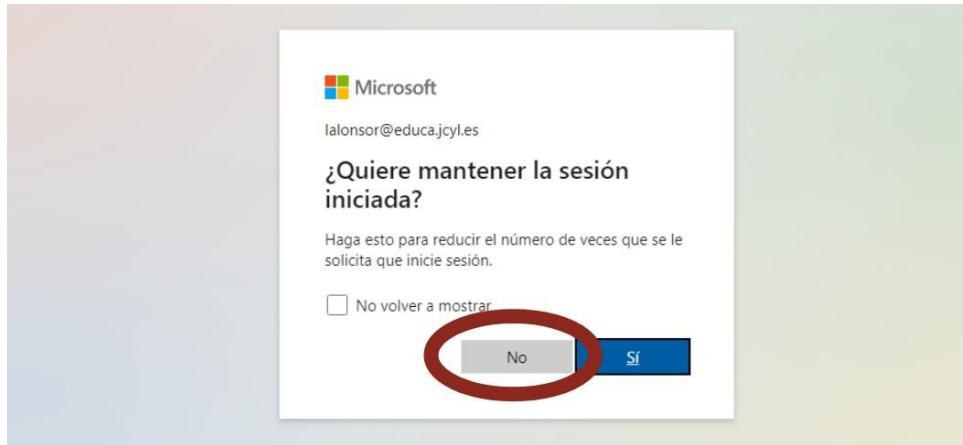 Microsoft
lalonsor@educa.jcyl.es
¿Quiere mantener la sesión
iniciada?
Haga esto para reducir el número de veces que se le
solicita que inicie sesión.
No volver a mostrar
No Sí